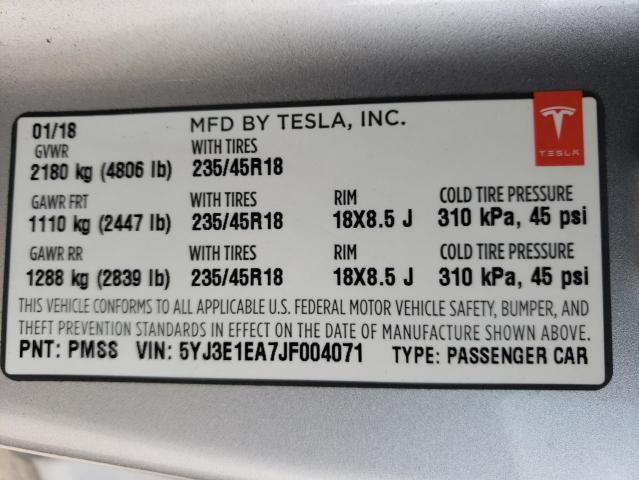 01/18 MFD BY TESLA, INC.
TESLA
GVWR WITH TIRES
2180 kg (4806 lb) 235/45R18
GAWR FRT WITH TIRES RIM COLD TIRE PRESSURE
1110 kg (2447 lb) 235/45R18 18X8.5 J 310 kPa, 45 psi
GAWR RR WITH TIRES RIM COLD TIRE PRESSURE
1288 kg (2839 lb) 235/45R18 18X8.5 J 310 kPa, 45 psi
THIS VEHICLE CONFORMS TO ALL APPLICABLE U.S. FEDERAL MOTOR VEHICLE SAFETY, BUMPER, AND
THEFT PREVENTION STANDARDS IN EFFECT ON THE DATE OF MANUFACTURE SHOWN ABOVE.
PNT: PMSS VIN: 5YJ3E1EA7JF004071 TYPE: PASSENGER CAR